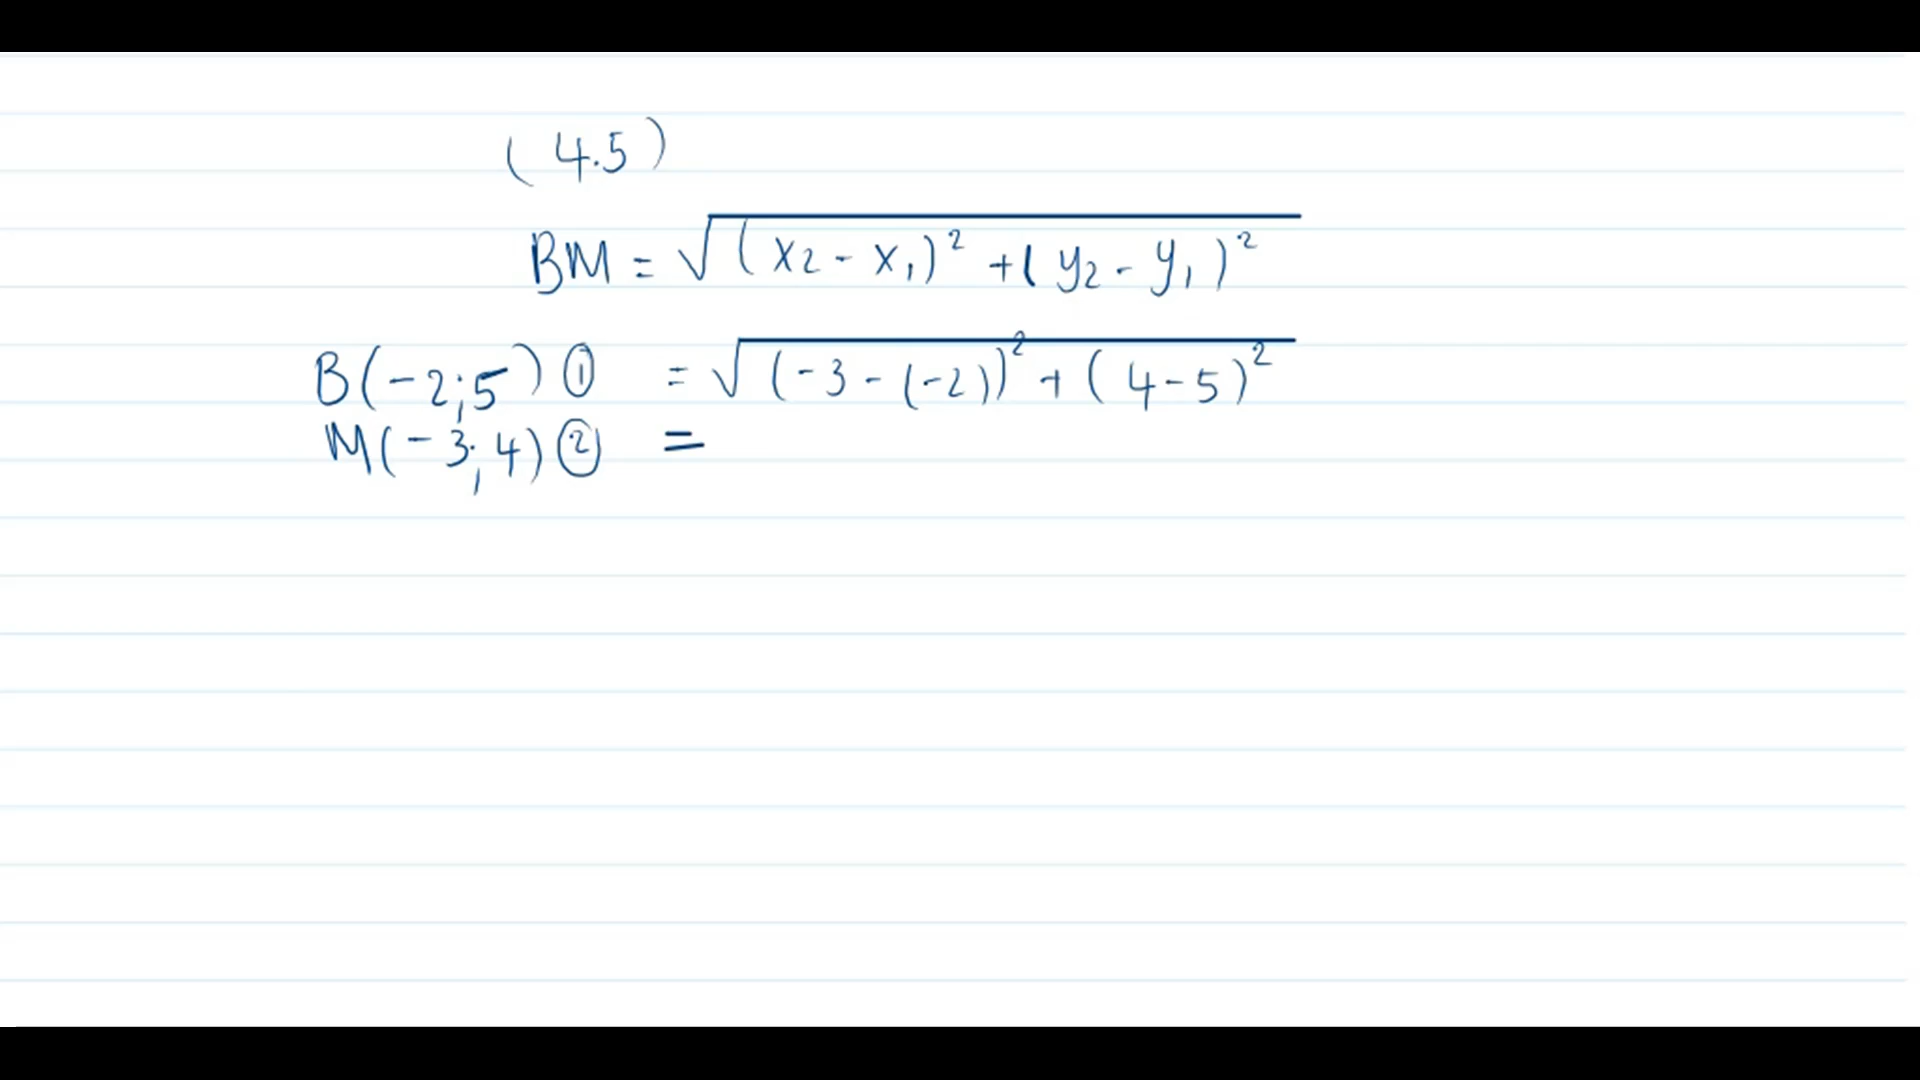 (4.5)
BM = √(x₂ - x₁)² + (y₂ - y₁)²
B(-2;5) ① = √(-3 - (-2))² + (4-5)²
M(-3;4) ② =